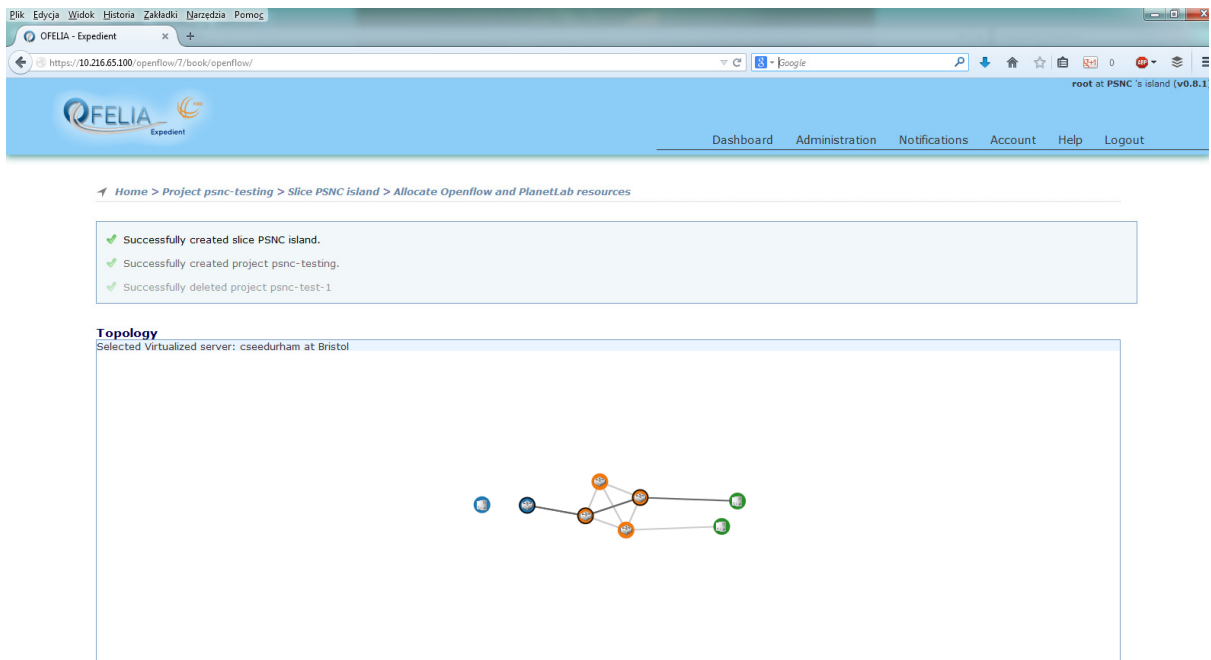 Plik Edycja Widok Historia Zakładki Narzędzia Pomoc
OFELIA - Expedient
https://10.216.65.100/openflow/7/book/openflow/
Google
0
root at PSNC 's island (v0.8.1)
OFELIA
Expedient
Dashboard Administration Notifications Account Help Logout
Home > Project psnc-testing > Slice PSNC island > Allocate Openflow and PlanetLab resources
Successfully created slice PSNC island.
Successfully created project psnc-testing.
Successfully deleted project psnc-test-1
Topology
Selected Virtualized server: cseedurham at Bristol